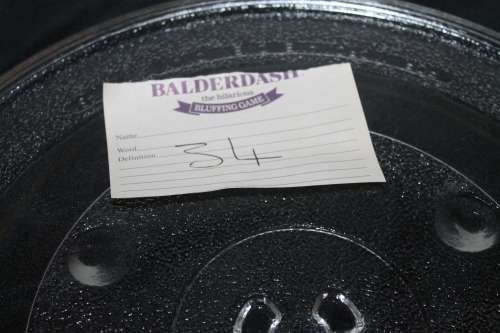 BALDERDASH
the hilarious
BLUFFING GAME
Name
Word
Definition
34